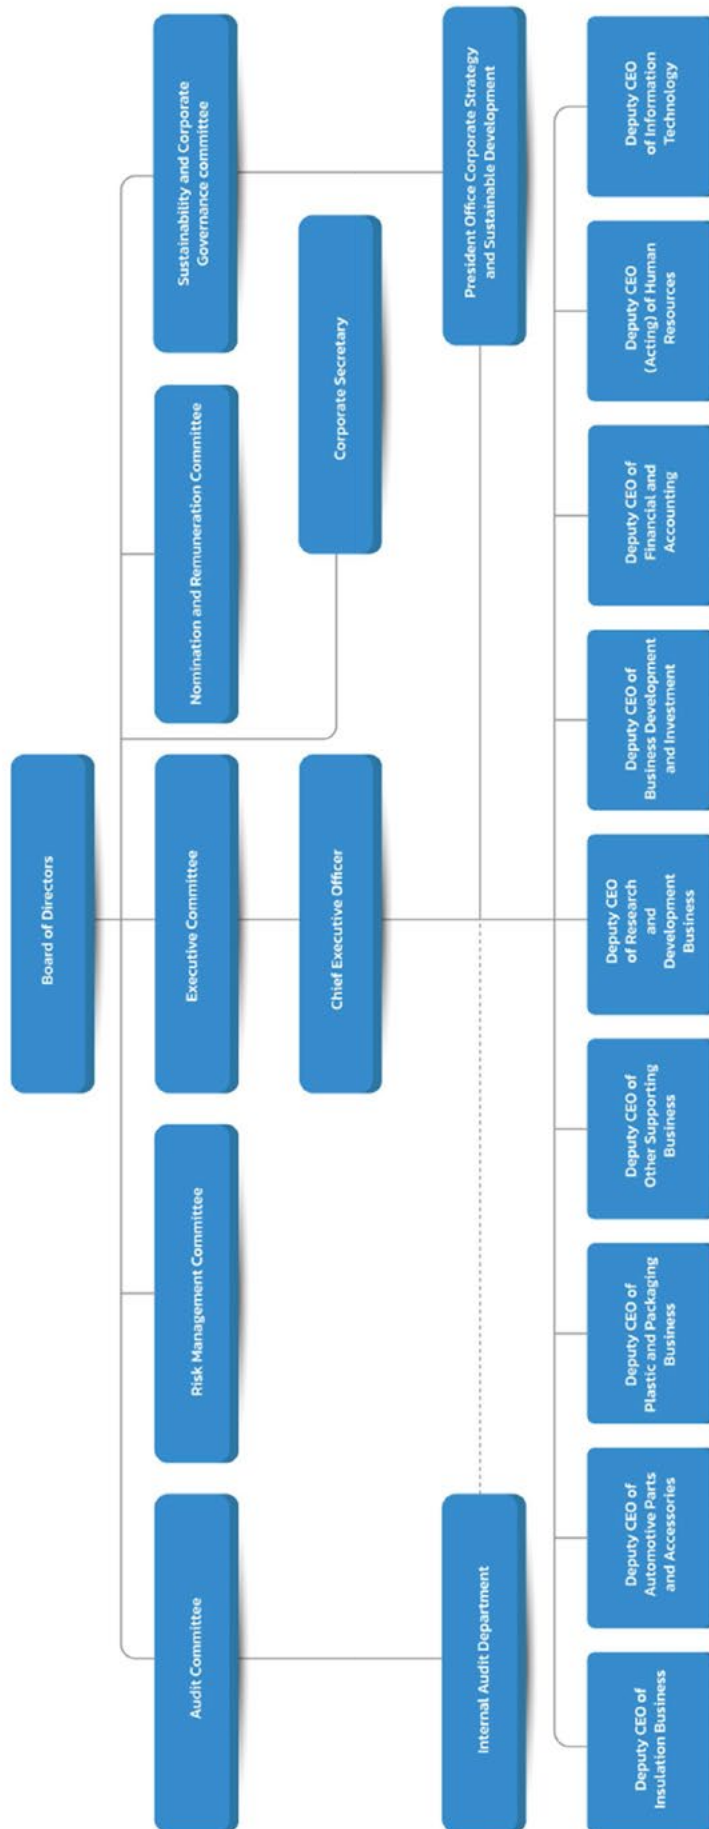 Board of Directors
Audit Committee
Risk Management Committee
Executive Committee
Nomination and Remuneration Committee
Sustainability and Corporate
Governance committee
Chief Executive Officer
Corporate Secretary
Internal Audit Department
President Office Corporate Strategy
and Sustainable Development
Deputy CEO of
Insulation Business
Deputy CEO of
Automotive Parts
and Accessories
Deputy CEO of
Plastic and Packaging
Business
Deputy CEO of
Other Supporting
Business
Deputy CEO
of Research
and
Development
Business
Deputy CEO of
Business Development
and Investment
Deputy CEO of
Financial and
Accounting
Deputy CEO
(Acting) of Human
Resources
Deputy CEO
of Information
Technology